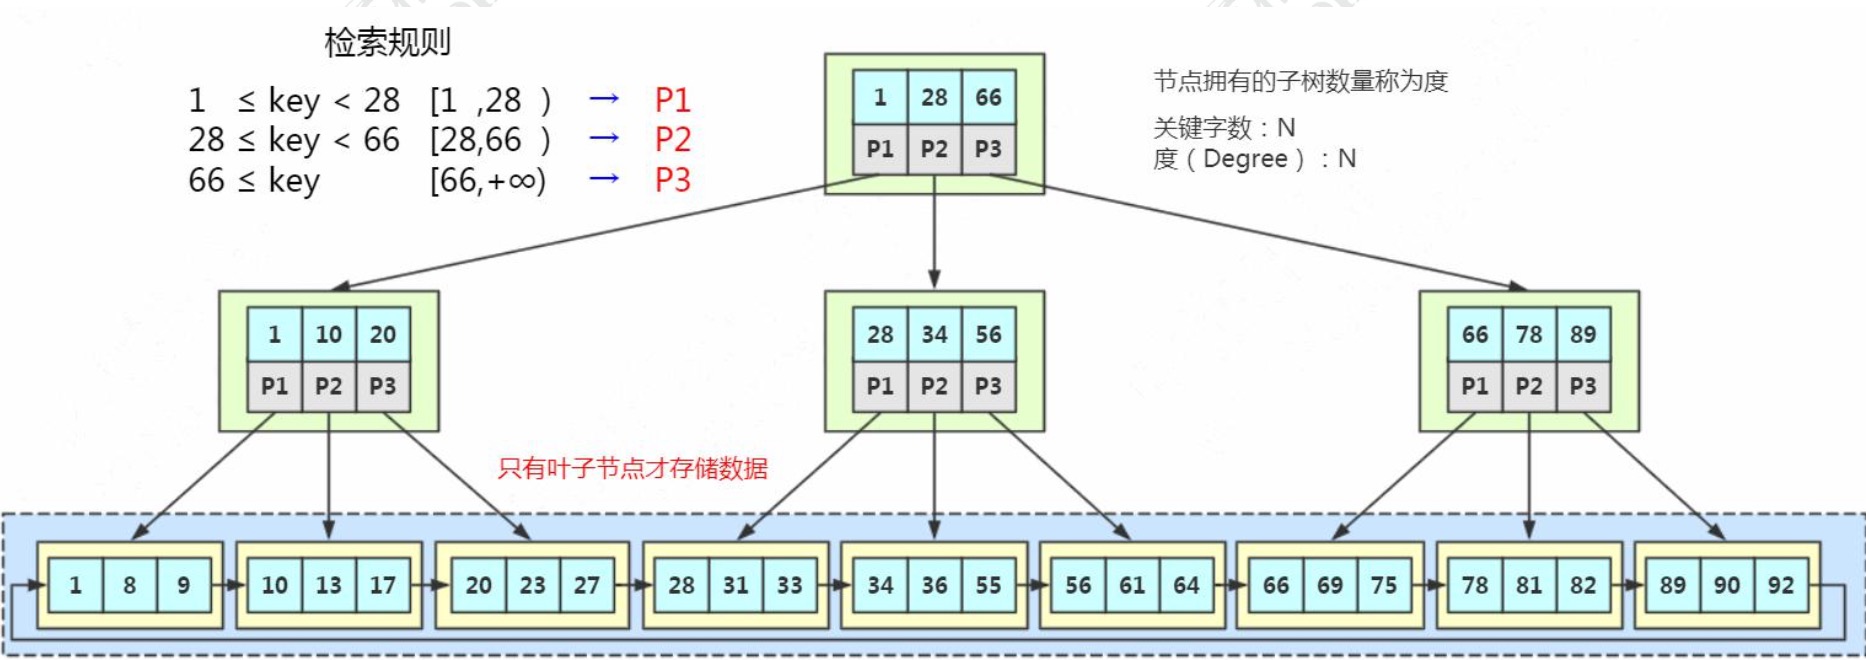 检索规则
1 ≤ key < 28 [1 ,28 ) → P1
28 ≤ key < 66 [28,66 ) → P2
66 ≤ key [66,+∞) → P3
1 28 66
P1 P2 P3
节点拥有的子树数量称为度
关键字数：N
度（Degree）：N
1 10 20
P1 P2 P3
28 34 56
P1 P2 P3
66 78 89
P1 P2 P3
只有叶子节点才存储数据
1 8 9 10 13 17 20 23 27 28 31 33 34 36 55 56 61 64 66 69 75 78 81 82 89 90 92